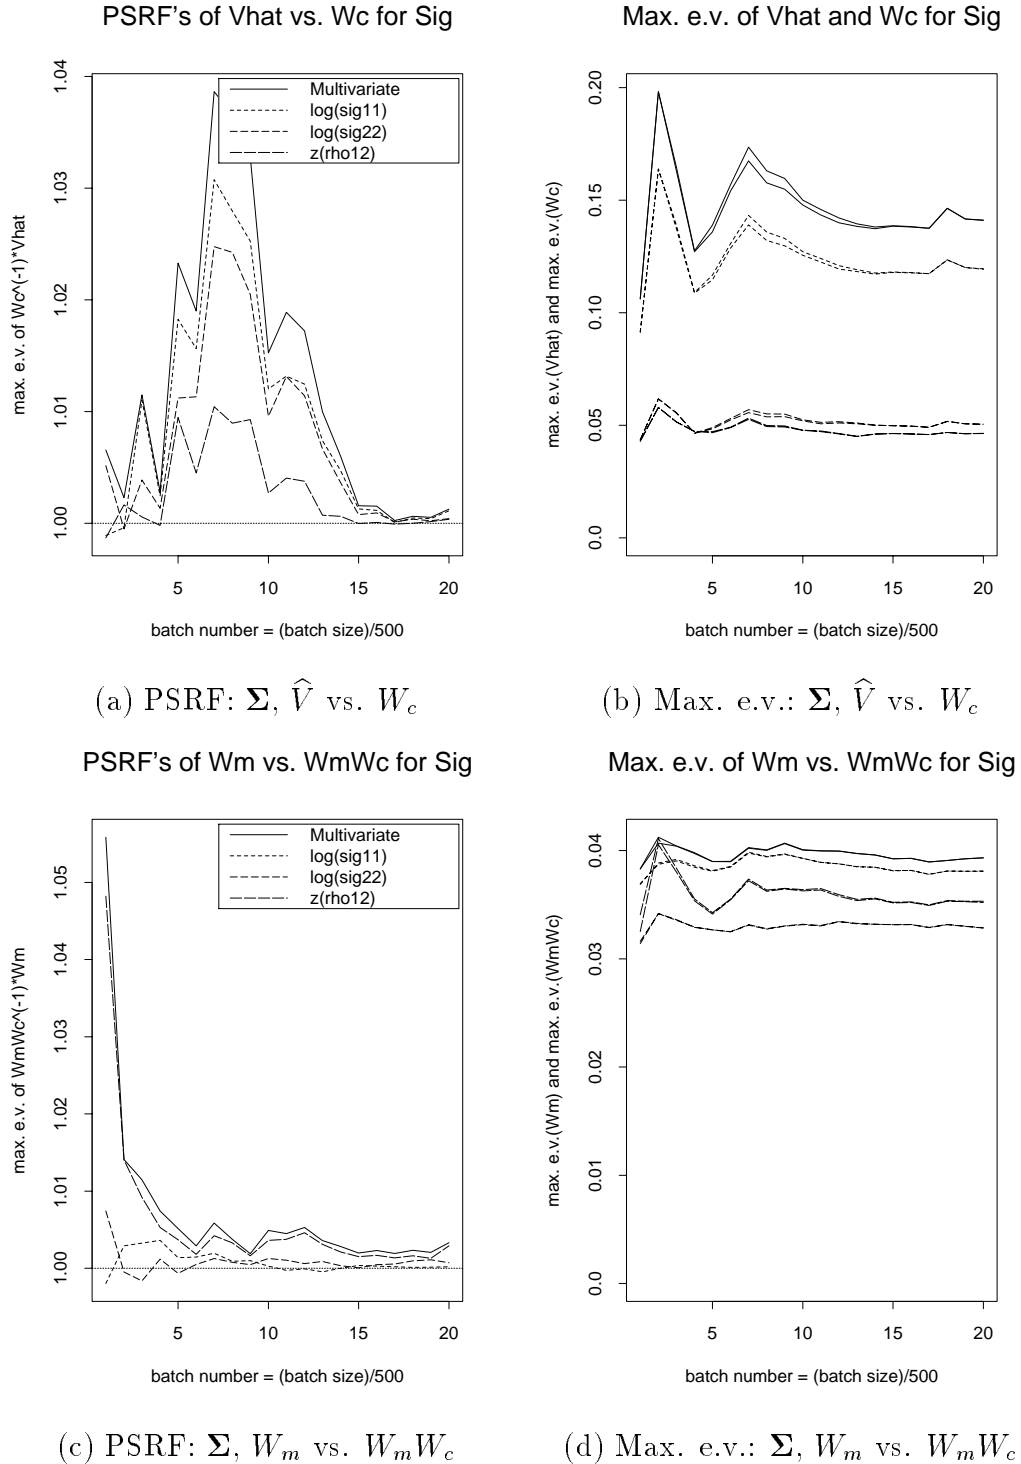 PSRF's of Vhat vs. Wc for Sig
max. e.v. of Wc^(-1)*Vhat
1.04
1.03
1.02
1.01
1.00
Multivariate
log(sig11)
log(sig22)
z(rho12)
5 10 15 20
batch number = (batch size)/500
(a) PSRF: Σ, V̂ vs. W_c
Max. e.v. of Vhat and Wc for Sig
max. e.v.(Vhat) and max. e.v.(Wc)
0.20
0.15
0.10
0.05
0.0
5 10 15 20
batch number = (batch size)/500
(b) Max. e.v.: Σ, V̂ vs. W_c
PSRF's of Wm vs. WmWc for Sig
max. e.v. of WmWc^(-1)*Wm
1.05
1.04
1.03
1.02
1.01
1.00
Multivariate
log(sig11)
log(sig22)
z(rho12)
5 10 15 20
batch number = (batch size)/500
(c) PSRF: Σ, W_m vs. W_mW_c
Max. e.v. of Wm vs. WmWc for Sig
max. e.v.(Wm) and max. e.v.(WmWc)
0.04
0.03
0.02
0.01
0.0
5 10 15 20
batch number = (batch size)/500
(d) Max. e.v.: Σ, W_m vs. W_mW_c